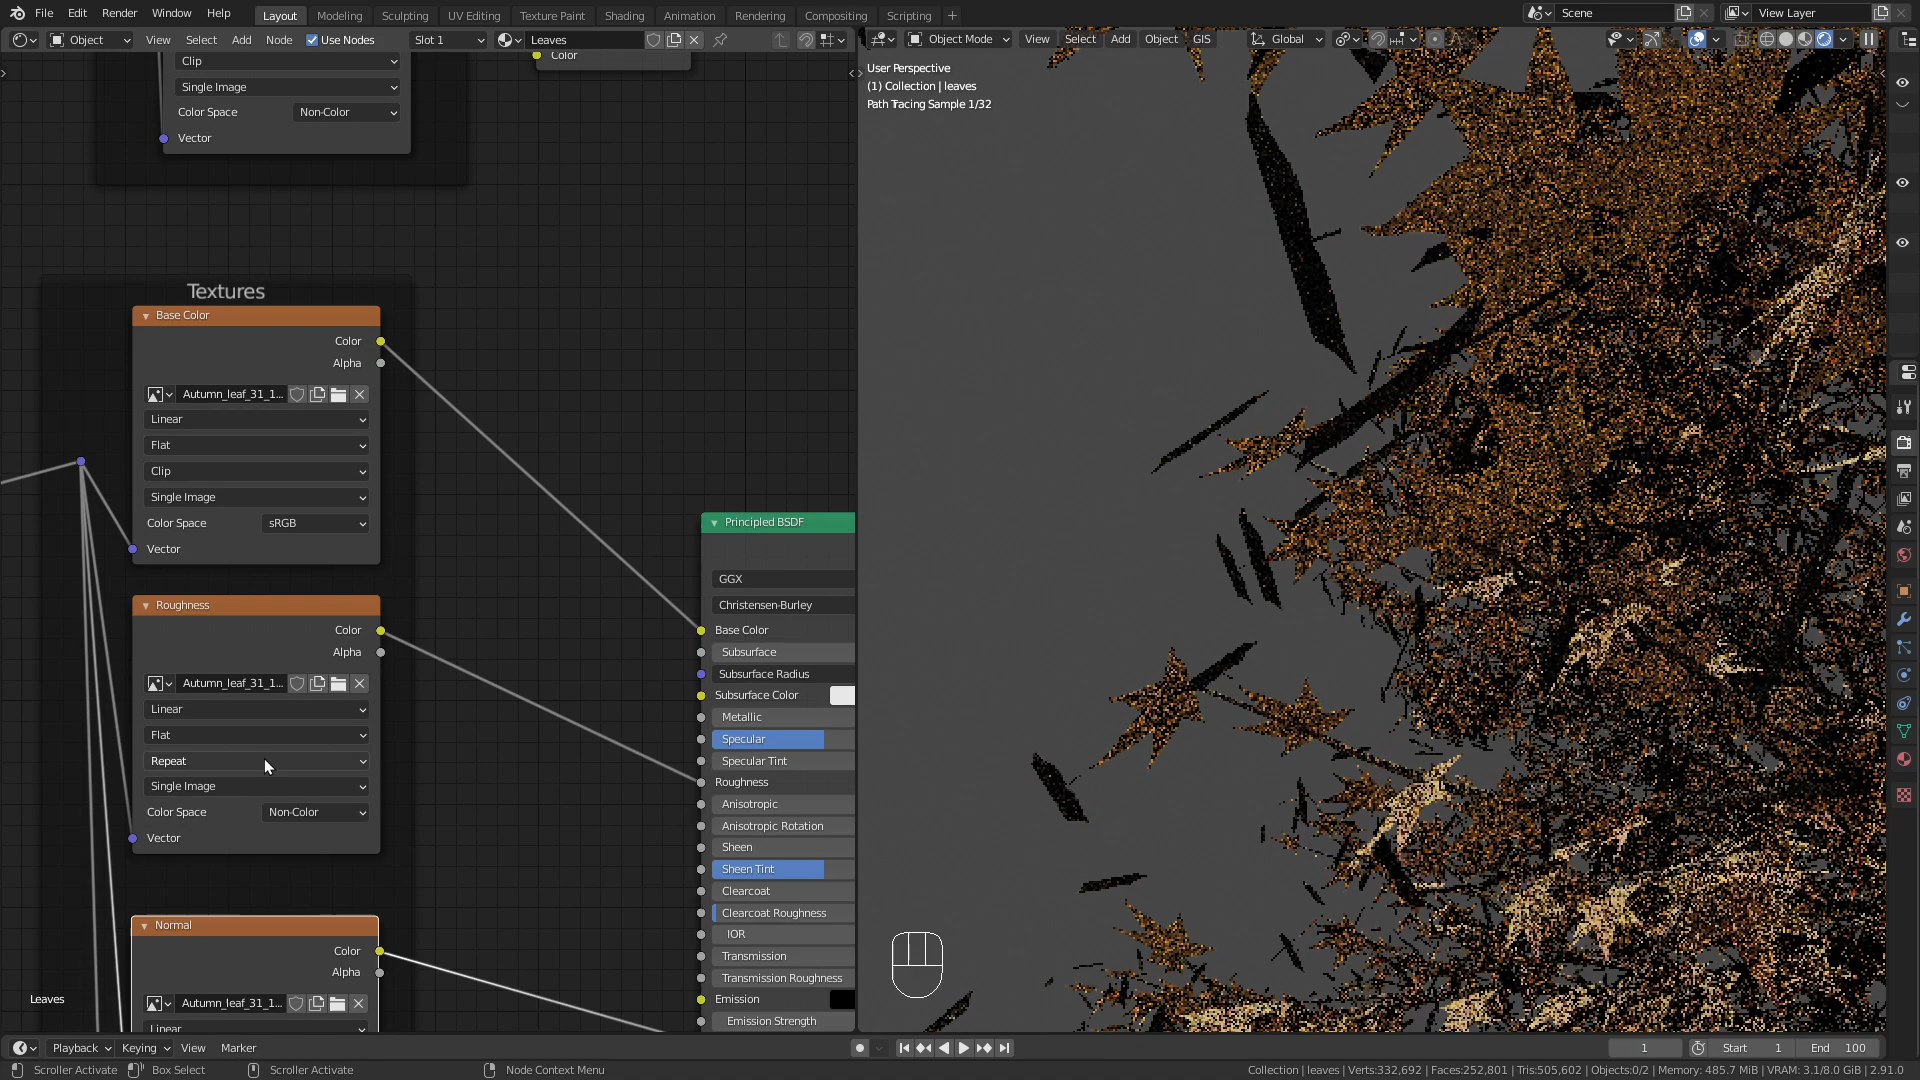 File Edit Render Window Help Layout Modeling Sculpting UV Editing Texture Paint Shading Animation Rendering Compositing Scripting Scene View Layer
Object View Select Add Node Use Nodes Slot 1 Leaves Object Mode View Select Add Object GIS Global
Clip
Color
Single Image
Color Space Non-Color
Vector
User Perspective
(1) Collection | leaves
Path Tracing Sample 1/32
Textures
Base Color
Color
Alpha
Autumn_leaf_31_1...
Linear
Flat
Clip
Single Image
Color Space sRGB
Vector
Roughness
Color
Alpha
Autumn_leaf_31_1...
Linear
Flat
Repeat
Single Image
Color Space Non-Color
Vector
Normal
Color
Alpha
Autumn_leaf_31_1...
Linear
Leaves
Principled BSDF
GGX
Christensen-Burley
Base Color
Subsurface
Subsurface Radius
Subsurface Color
Metallic
Specular
Specular Tint
Roughness
Anisotropic
Anisotropic Rotation
Sheen
Sheen Tint
Clearcoat
Clearcoat Roughness
IOR
Transmission
Transmission Roughness
Emission
Emission Strength
Playback Keying View Marker 1 Start 1 End 100
Scroller Activate Box Select Scroller Activate Node Context Menu Collection | leaves | Verts:332,692 | Faces:252,801 | Tris:505,602 | Objects:0/2 | Memory: 485.7 MiB | VRAM: 3.1/8.0 GiB | 2.91.0